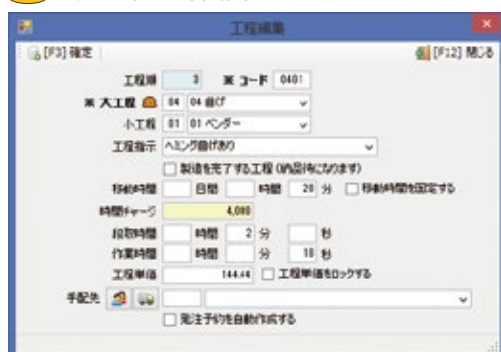 工程編集
[F3] 確定 [F12] 閉じる
工程順 3 ※ コード 0401
※ 大工程 04 04 曲げ
小工程 01 01 ベンダー
工程指示 ヘミング曲げあり
製造を完了する工程 (納品待になります)
移動時間 日間 時間 20 分 移動時間を固定する
時間チャージ 4,000
段取時間 時間 2 分 秒
作業時間 時間 分 10 秒
工程単価 144.44 工程単価をロックする
手配先
発注予約を自動作成する